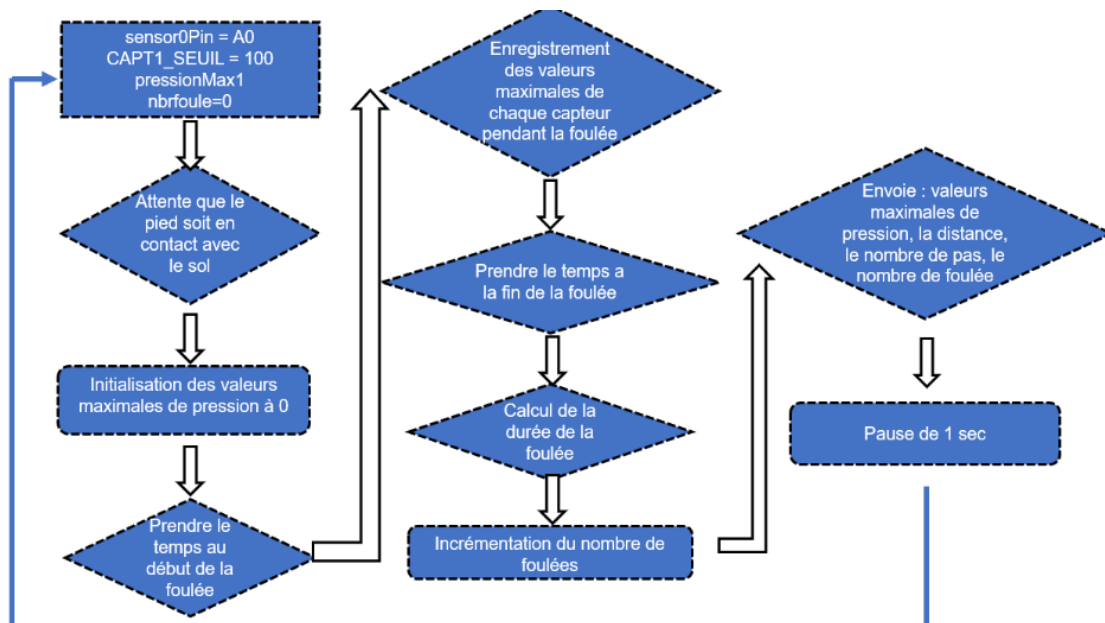 sensor0Pin = A0
CAPT1_SEUIL = 100
pressionMax1
nbrfoule=0
Attente que le
pied soit en
contact avec
le sol
Initialisation des valeurs
maximales de pression à 0
Prendre le
temps au
début de la
foulée
Enregistrement
des valeurs
maximales de
chaque capteur
pendant la foulée
Prendre le temps a
la fin de la foulée
Calcul de la
durée de la
foulée
Incrémentation du nombre de
foulées
Envoie : valeurs
maximales de
pression, la distance,
le nombre de pas, le
nombre de foulée
Pause de 1 sec